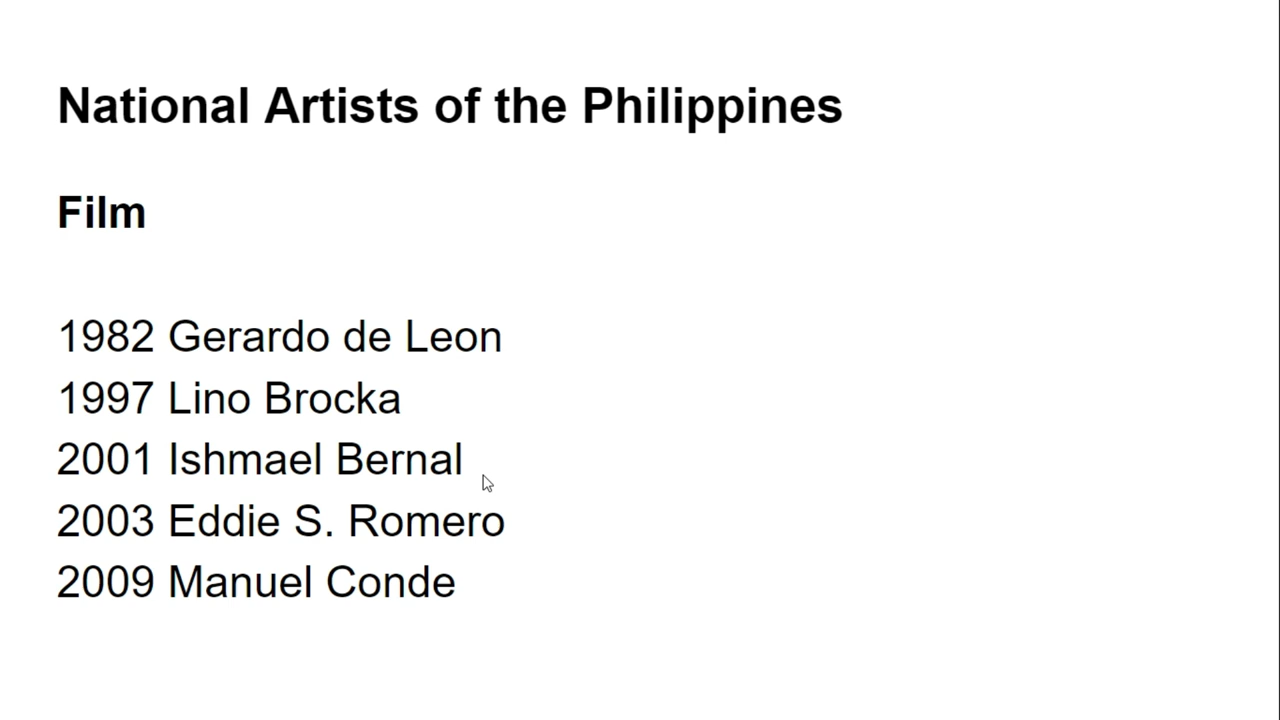 National Artists of the Philippines
Film
1982 Gerardo de Leon
1997 Lino Brocka
2001 Ishmael Bernal
2003 Eddie S. Romero
2009 Manuel Conde